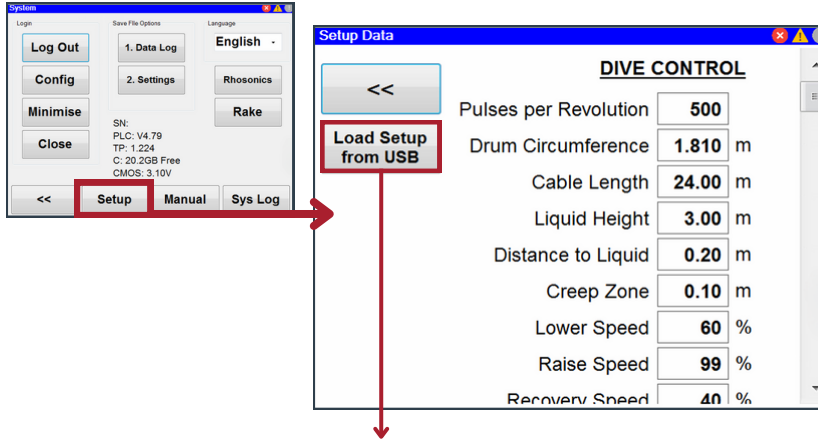 System
Login
Save File Options
Language
Log Out
1. Data Log
English
Config
2. Settings
Rhosonics
Minimise
Rake
Close
SN:
PLC: V4.79
TP: 1.224
C: 20.2GB Free
CMOS: 3.10V
<<
Setup
Manual
Sys Log
Setup Data
<<
Load Setup
from USB
DIVE CONTROL
Pulses per Revolution 500
Drum Circumference 1.810 m
Cable Length 24.00 m
Liquid Height 3.00 m
Distance to Liquid 0.20 m
Creep Zone 0.10 m
Lower Speed 60 %
Raise Speed 99 %
Recovery Speed 40 %